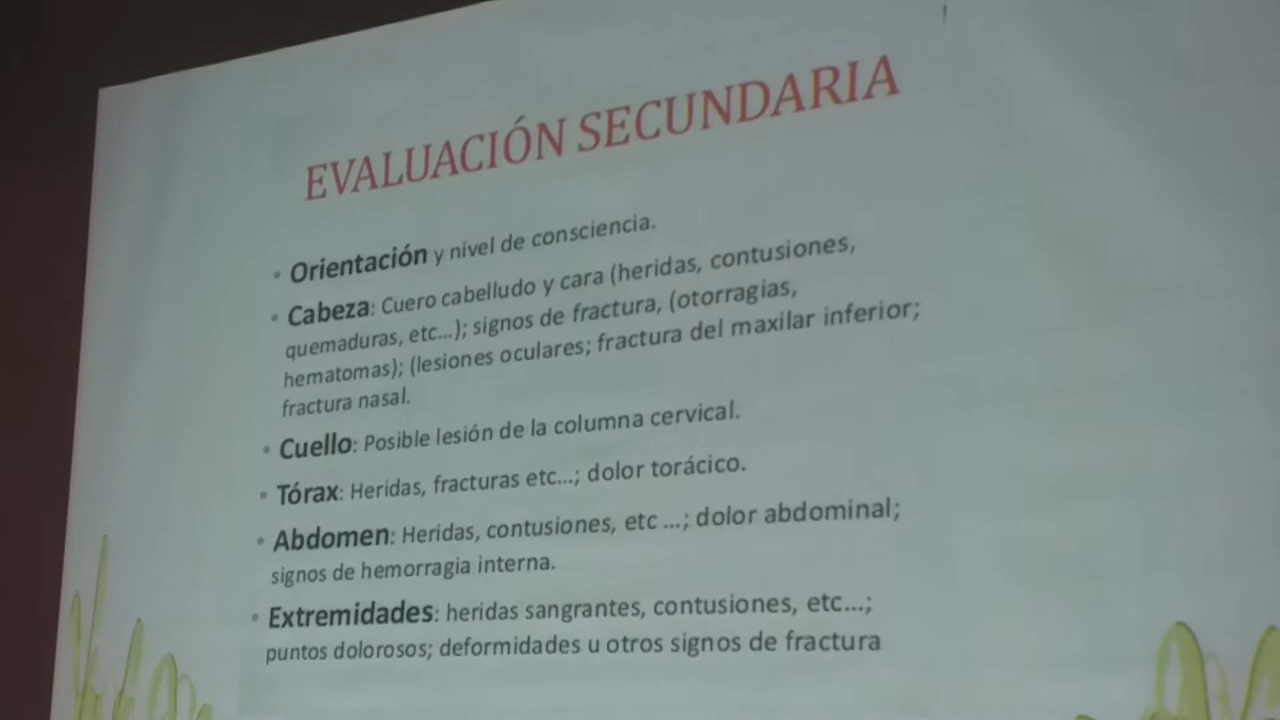 EVALUACIÓN SECUNDARIA
• Orientación y nivel de consciencia.
• Cabeza: Cuero cabelludo y cara (heridas, contusiones,
quemaduras, etc...); signos de fractura, (otorragias,
hematomas); (lesiones oculares; fractura del maxilar inferior;
fractura nasal.
• Cuello: Posible lesión de la columna cervical.
• Tórax: Heridas, fracturas etc...; dolor torácico.
• Abdomen: Heridas, contusiones, etc ...; dolor abdominal;
signos de hemorragia interna.
• Extremidades: heridas sangrantes, contusiones, etc...;
puntos dolorosos; deformidades u otros signos de fractura